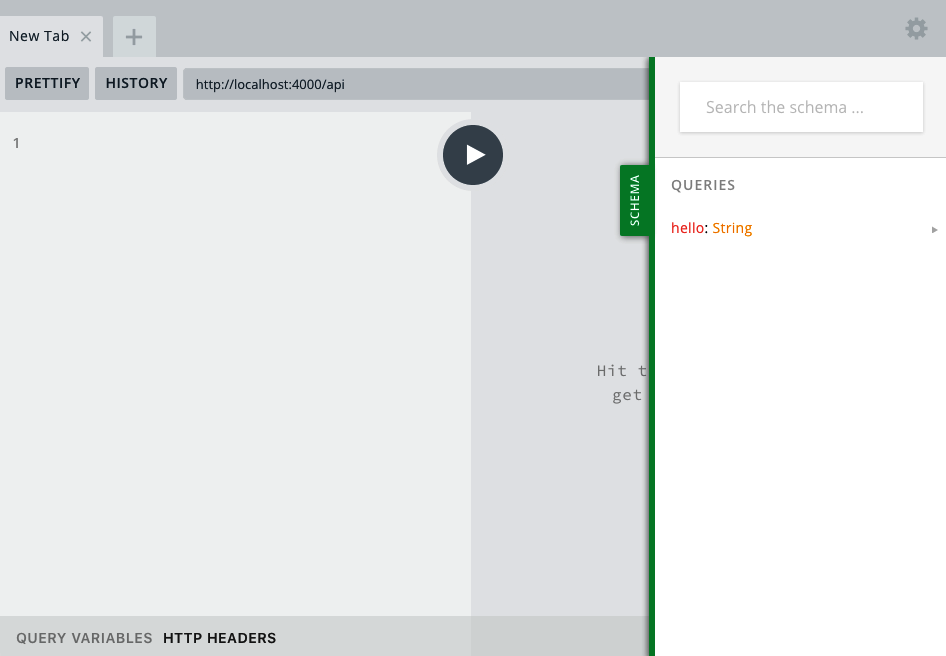 New Tab
PRETTIFY HISTORY http://localhost:4000/api
Search the schema ...
1
SCHEMA
QUERIES
hello: String
Hit t
get
QUERY VARIABLES HTTP HEADERS